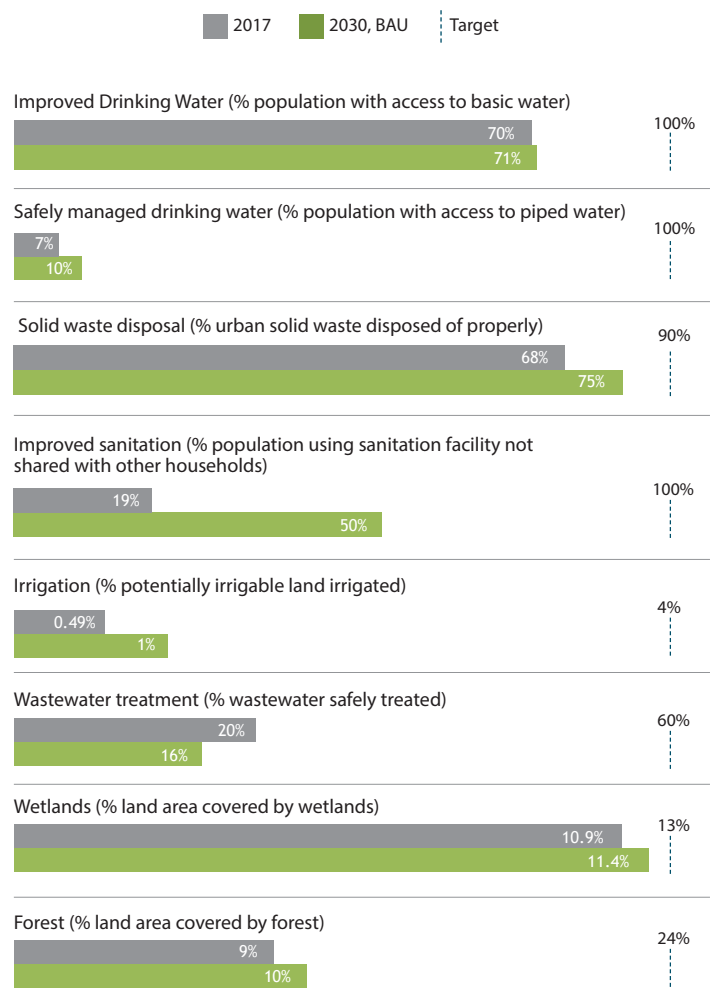 2017 2030, BAU Target
Improved Drinking Water (% population with access to basic water)
100%
70%
71%
Safely managed drinking water (% population with access to piped water)
100%
7%
10%
Solid waste disposal (% urban solid waste disposed of properly)
90%
68%
75%
Improved sanitation (% population using sanitation facility not
shared with other households)
100%
19%
50%
Irrigation (% potentially irrigable land irrigated)
4%
0.49%
1%
Wastewater treatment (% wastewater safely treated)
60%
20%
16%
Wetlands (% land area covered by wetlands)
13%
10.9%
11.4%
Forest (% land area covered by forest)
24%
9%
10%